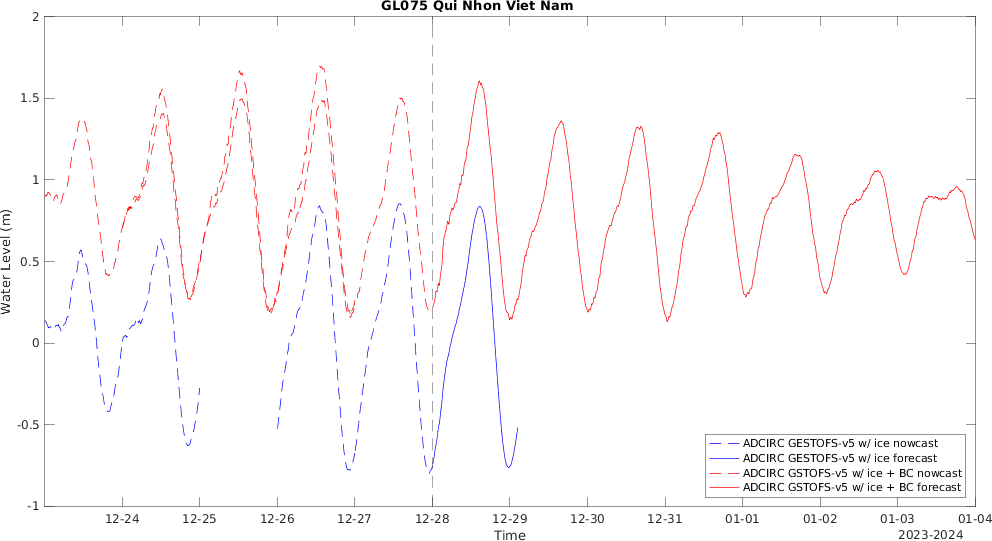 GL075 Qui Nhon Viet Nam
2
1.5
1
0.5
0
-0.5
-1
Water Level (m)
ADCIRC GESTOFS-v5 w/ ice nowcast
ADCIRC GESTOFS-v5 w/ ice forecast
ADCIRC GSTOFS-v5 w/ ice + BC nowcast
ADCIRC GSTOFS-v5 w/ ice + BC forecast
12-24 12-25 12-26 12-27 12-28 12-29 12-30 12-31 01-01 01-02 01-03 01-04
Time
2023-2024